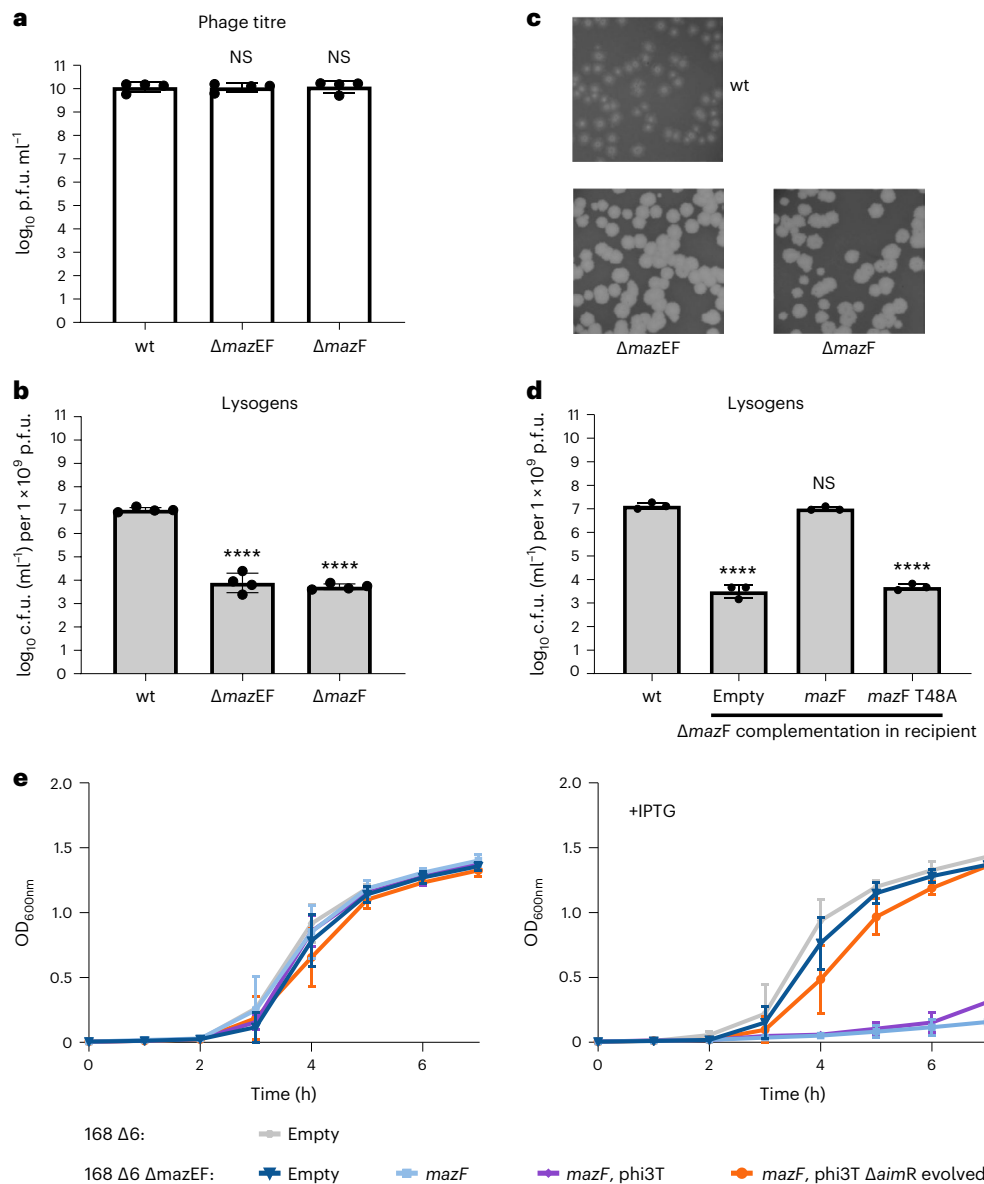 a
Phage titre
log₁₀ p.f.u. ml⁻¹
11
10
9
8
7
6
5
4
3
2
1
0
NS
NS
wt
ΔmazEF
ΔmazF
c
wt
ΔmazEF
ΔmazF
b
Lysogens
log₁₀ c.f.u. (ml⁻¹) per 1 × 10⁹ p.f.u.
11
10
9
8
7
6
5
4
3
2
1
0
****
****
wt
ΔmazEF
ΔmazF
d
Lysogens
log₁₀ c.f.u. (ml⁻¹) per 1 × 10⁹ p.f.u.
11
10
9
8
7
6
5
4
3
2
1
0
****
NS
****
wt
Empty
mazF
mazF T48A
ΔmazF complementation in recipient
e
OD₆₀₀ₙₘ
2.0
1.5
1.0
0.5
0
0
2
4
6
Time (h)
+IPTG
OD₆₀₀ₙₘ
2.0
1.5
1.0
0.5
0
0
2
4
6
Time (h)
168 Δ6: Empty
168 Δ6 ΔmazEF: Empty mazF mazF, phi3T mazF, phi3T ΔaimR evolved